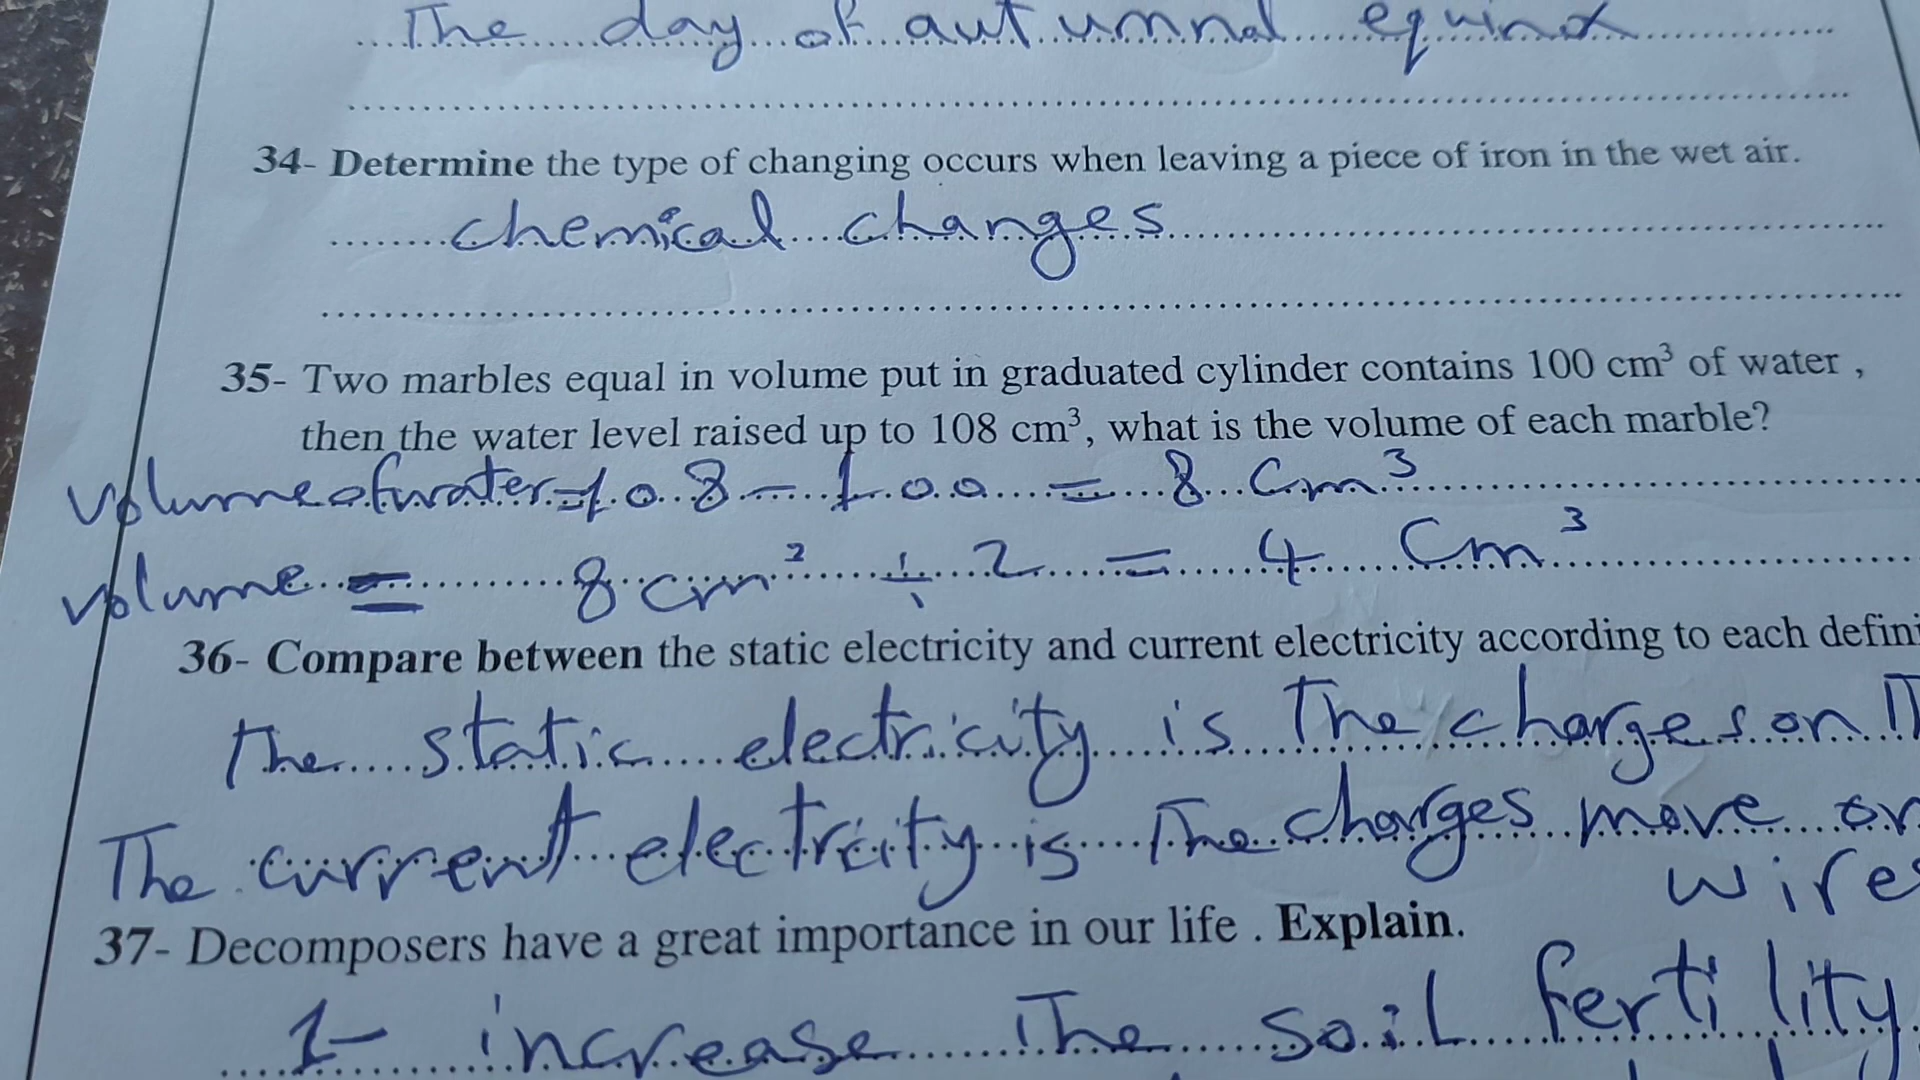 The day of autumnal equinox
34- Determine the type of changing occurs when leaving a piece of iron in the wet air.
chemical changes
35- Two marbles equal in volume put in graduated cylinder contains 100 cm³ of water ,
then the water level raised up to 108 cm³, what is the volume of each marble?
volume of water = 108 - 100 = 8 Cm³
volume = 8 cm² ÷ 2 = 4 Cm³
36- Compare between the static electricity and current electricity according to each
The static electricity is The charges on
The current electricity is The charges move
37- Decomposers have a great importance in our life . Explain.
1- increase The soil fertility